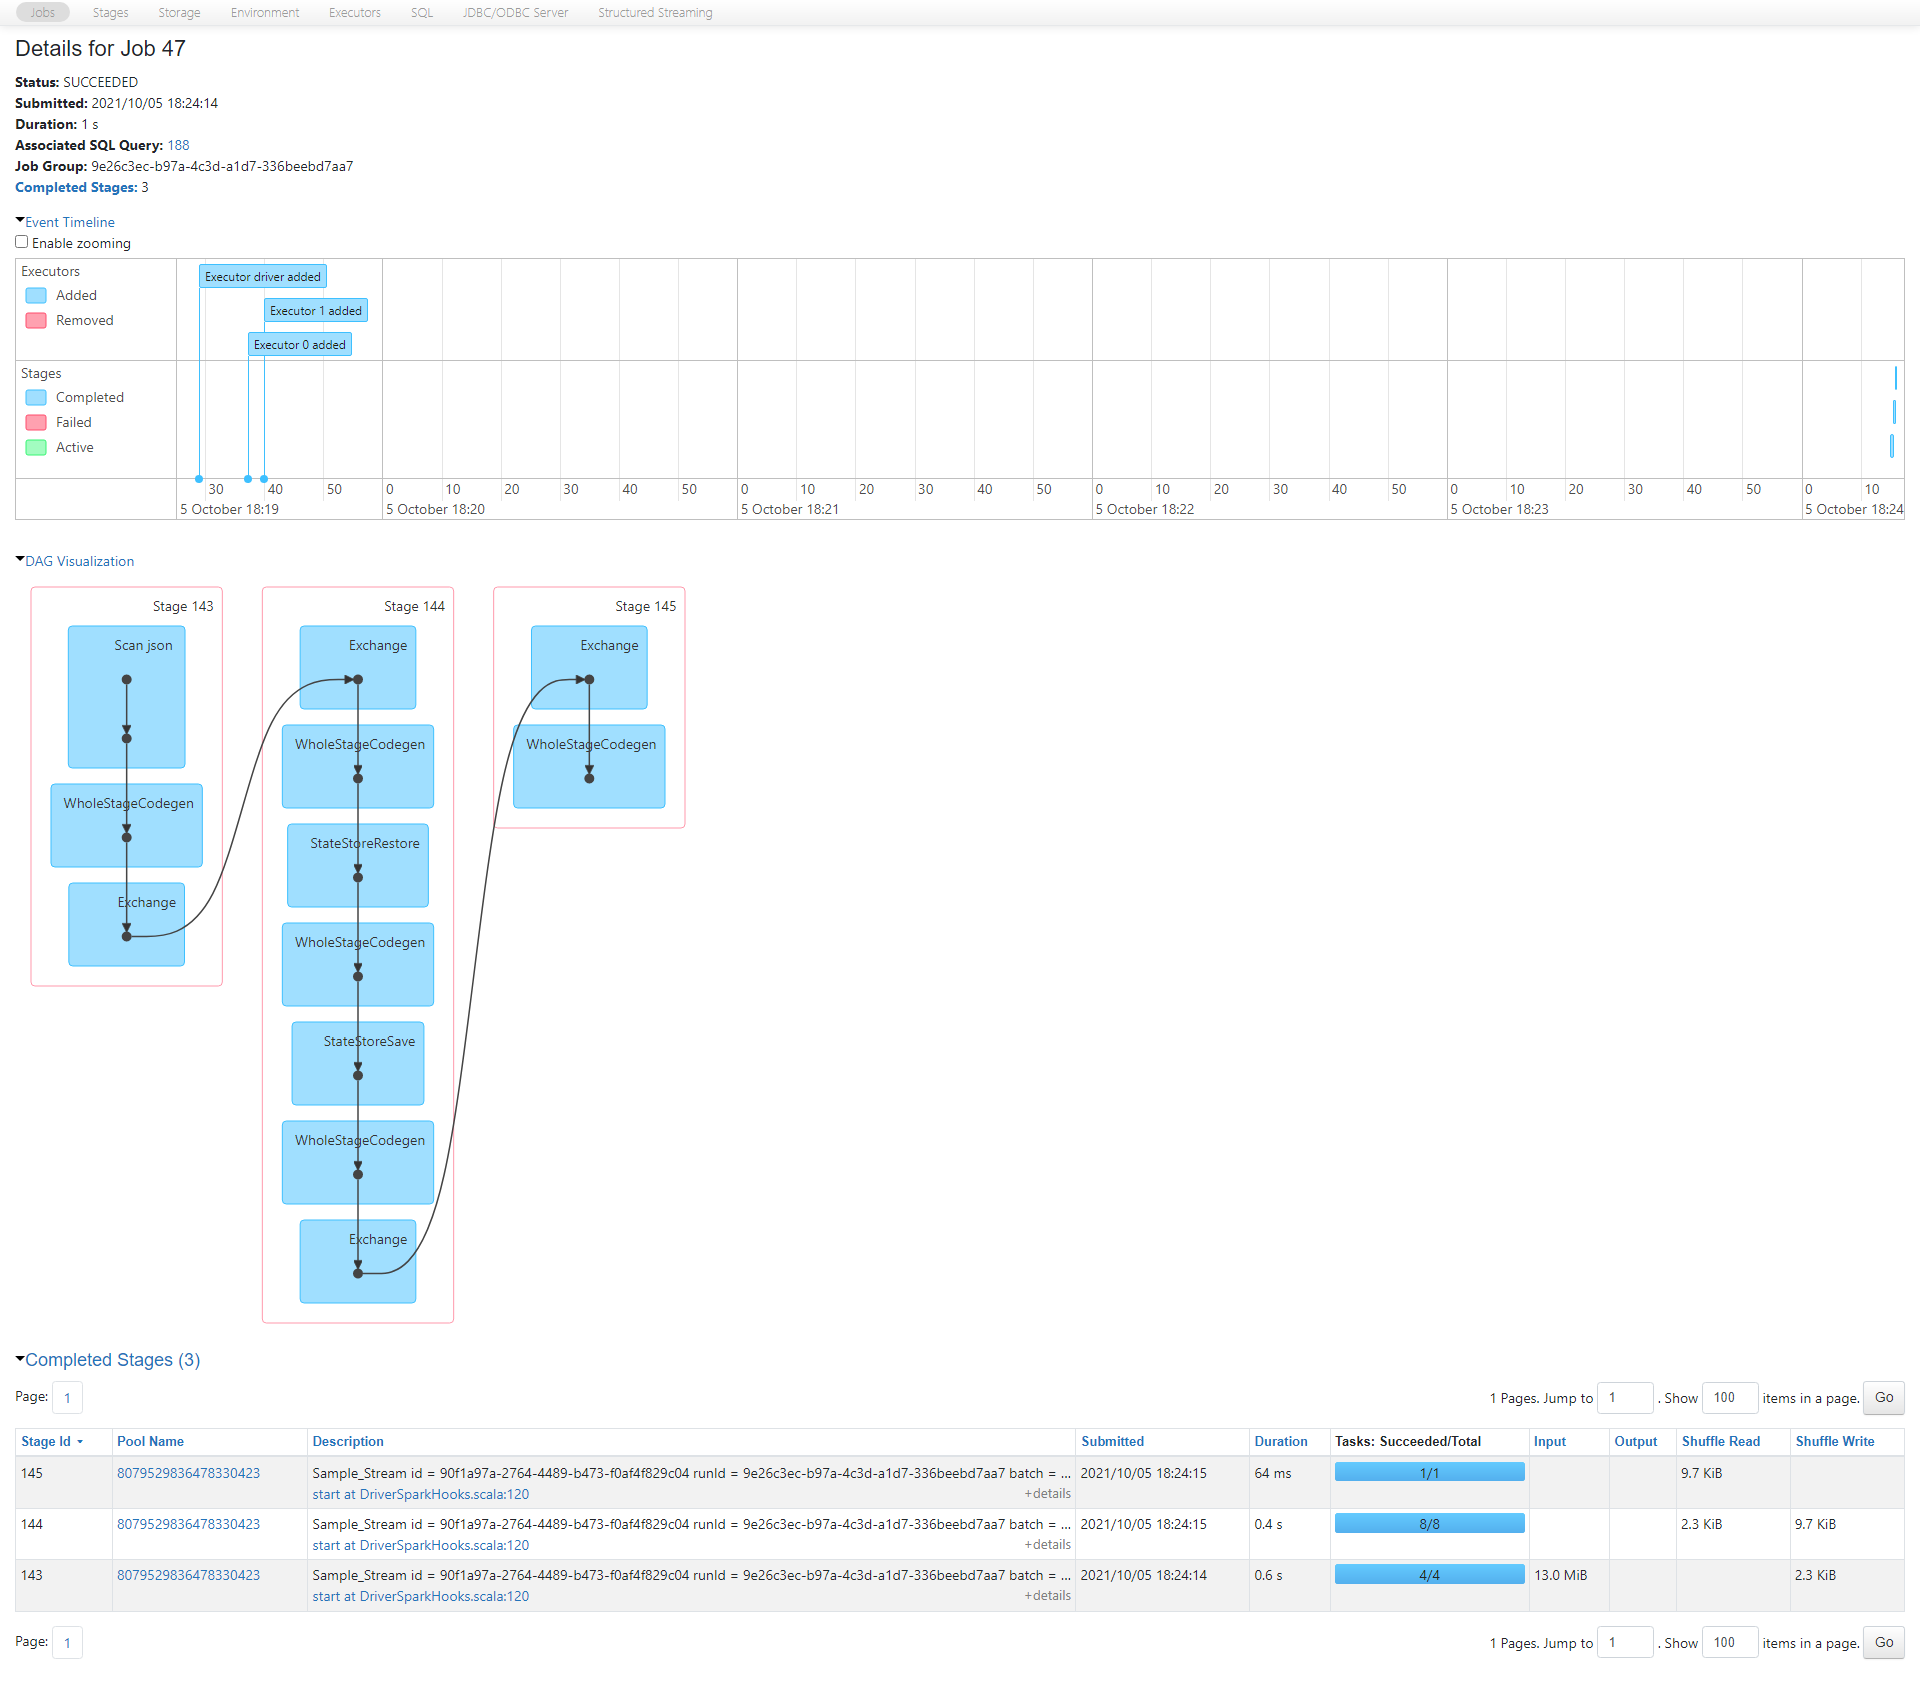 Jobs Stages Storage Environment Executors SQL JDBC/ODBC Server Structured Streaming
Details for Job 47
Status: SUCCEEDED
Submitted: 2021/10/05 18:24:14
Duration: 1 s
Associated SQL Query: 188
Job Group: 9e26c3ec-b97a-4c3d-a1d7-336beebd7aa7
Completed Stages: 3
Event Timeline
Enable zooming
Executors
Added
Removed
Executor driver added
Executor 1 added
Executor 0 added
Stages
Completed
Failed
Active
30 40 50 0 10 20 30 40 50 0 10 20 30 40 50 0 10 20 30 40 50 0 10 20 30 40 50 0 10
5 October 18:19 5 October 18:20 5 October 18:21 5 October 18:22 5 October 18:23 5 October 18:24
DAG Visualization
Stage 143
Scan json
WholeStageCodegen
Exchange
Stage 144
Exchange
WholeStageCodegen
StateStoreRestore
WholeStageCodegen
StateStoreSave
WholeStageCodegen
Exchange
Stage 145
Exchange
WholeStageCodegen
Completed Stages (3)
Page: 1 1 Pages. Jump to 1 . Show 100 items in a page. Go
Stage Id Pool Name Description Submitted Duration Tasks: Succeeded/Total Input Output Shuffle Read Shuffle Write
145 8079529836478330423 Sample_Stream id = 90f1a97a-2764-4489-b473-f0af4f829c04 runId = 9e26c3ec-b97a-4c3d-a1d7-336beebd7aa7 batch = ... 2021/10/05 18:24:15 64 ms 1/1 9.7 KiB
start at DriverSparkHooks.scala:120 +details
144 8079529836478330423 Sample_Stream id = 90f1a97a-2764-4489-b473-f0af4f829c04 runId = 9e26c3ec-b97a-4c3d-a1d7-336beebd7aa7 batch = ... 2021/10/05 18:24:15 0.4 s 8/8 2.3 KiB 9.7 KiB
start at DriverSparkHooks.scala:120 +details
143 8079529836478330423 Sample_Stream id = 90f1a97a-2764-4489-b473-f0af4f829c04 runId = 9e26c3ec-b97a-4c3d-a1d7-336beebd7aa7 batch = ... 2021/10/05 18:24:14 0.6 s 4/4 13.0 MiB 2.3 KiB
start at DriverSparkHooks.scala:120 +details
Page: 1 1 Pages. Jump to 1 . Show 100 items in a page. Go